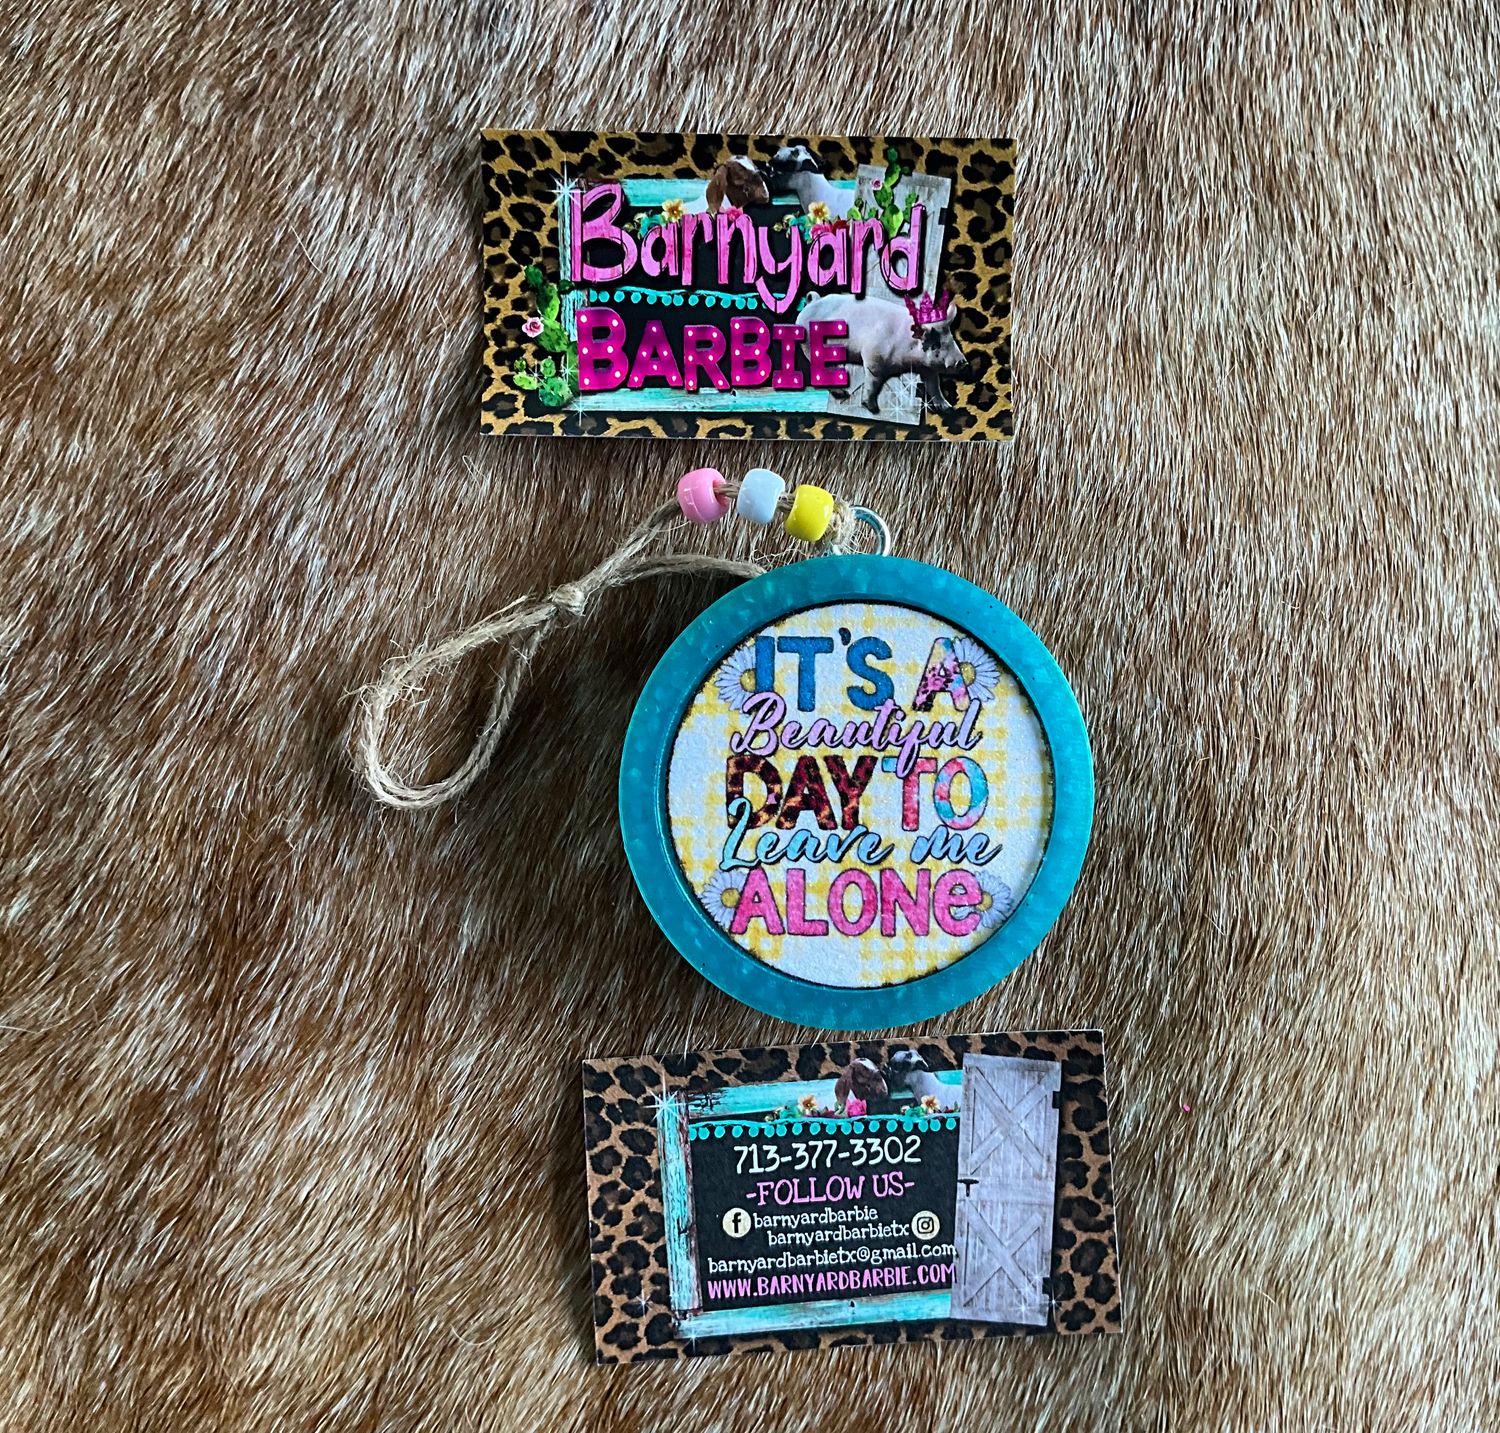 Barnyard
BARBIE
IT'S A
Beautiful
DAY TO
Leave me
ALONe
713-377-3302
-FOLLOW US-
barnyardbarbie
barnyardbarbietx
barnyardbarbietx@gmail.com
WWW.BARNYARDBARBIE.COM